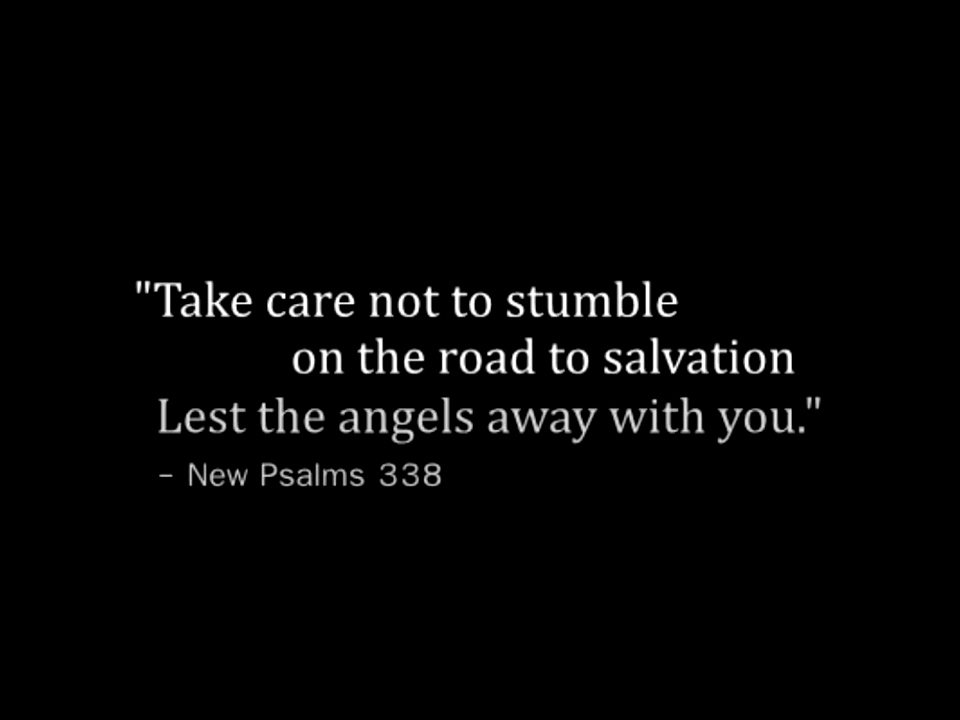 "Take care not to stumble
on the road to salvation
Lest the angels away with you."
– New Psalms 338